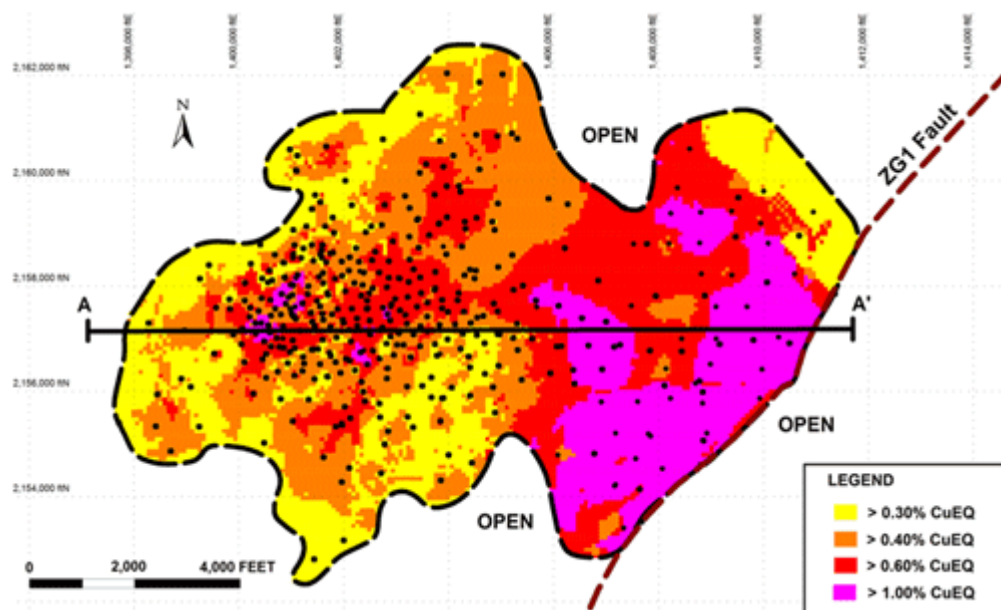 1,398,000 ftE
1,400,000 ftE
1,402,000 ftE
1,406,000 ftE
1,408,000 ftE
1,410,000 ftE
1,412,000 ftE
1,414,000 ftE
2,162,000 ftN
N
OPEN
ZG1 Fault
2,160,000 ftN
2,158,000 ftN
A
A'
2,156,000 ftN
OPEN
2,154,000 ftN
OPEN
LEGEND
> 0.30% CuEQ
> 0.40% CuEQ
> 0.60% CuEQ
> 1.00% CuEQ
0 2,000 4,000 FEET